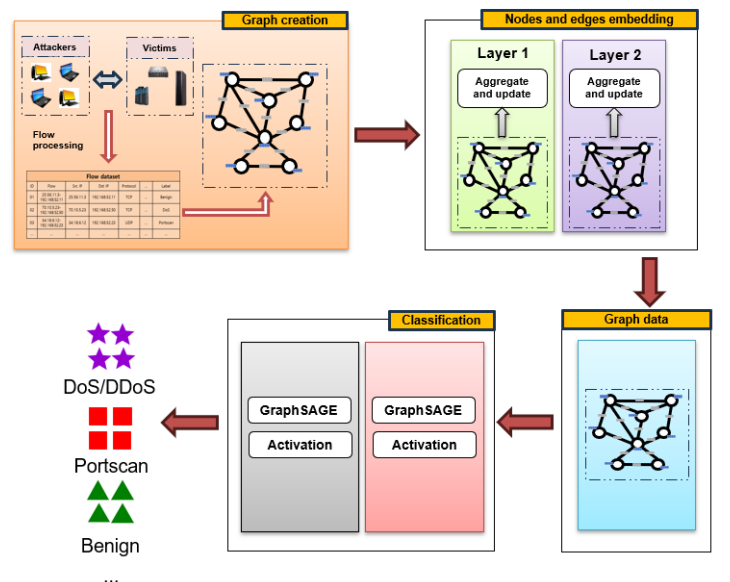 Graph creation
Attackers
Victims
Flow
processing
Flow dataset
ID Flow Src. IP Dst. IP Protocol ... Label
01 TCP ... Benign
02 TCP ... DoS
03 UDP ... Portscan
... ... ... ... ... ... ...
Nodes and edges embedding
Layer 1
Aggregate
and update
Layer 2
Aggregate
and update
Graph data
Classification
GraphSAGE
Activation
GraphSAGE
Activation
DoS/DDoS
Portscan
Benign
...